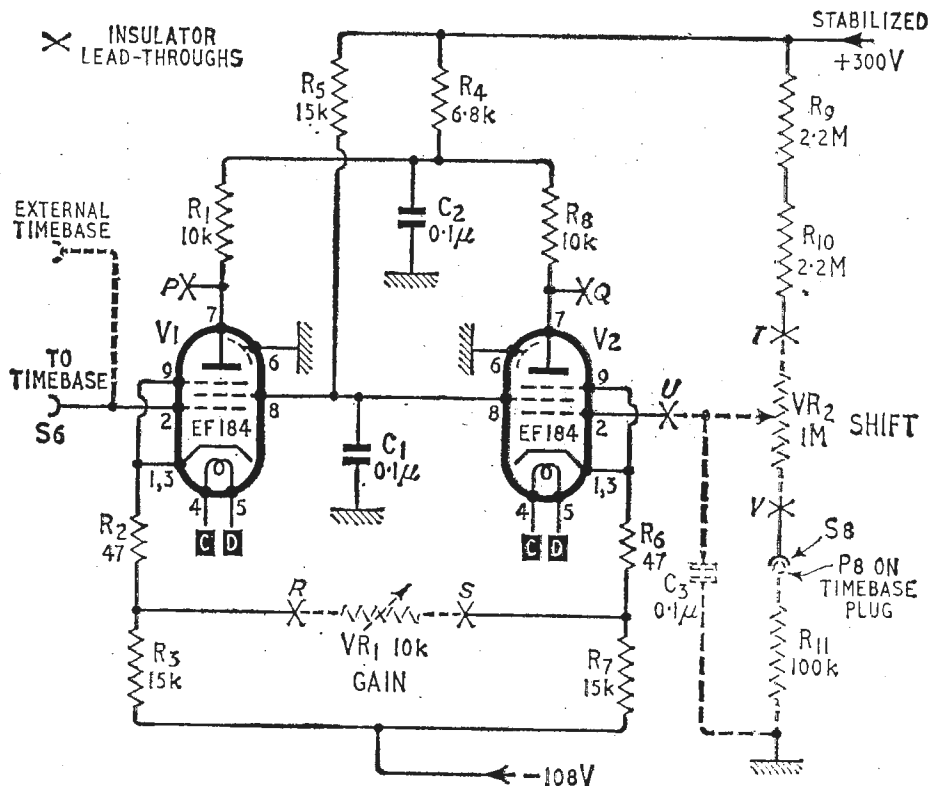 INSULATOR
LEAD-THROUGHS
STABILIZED
+300V
R5
15k
R4
6·8k
R9
2·2M
R1
10k
C2
0·1μ
R8
10k
EXTERNAL
TIMEBASE
R10
2·2M
P
Q
7
7
V1
6
6
V2
T
TO
TIMEBASE
9
9
U
VR2
1M
SHIFT
S6
2
8
8
2
EF184
EF184
C1
0·1μ
1,3
1,3
V
4
5
4
5
S8
R2
47
C
D
C
D
R6
47
P8 ON
TIMEBASE
PLUG
C3
0·1μ
R
S
VR1 10k
GAIN
R3
15k
R7
15k
R11
100k
-108V